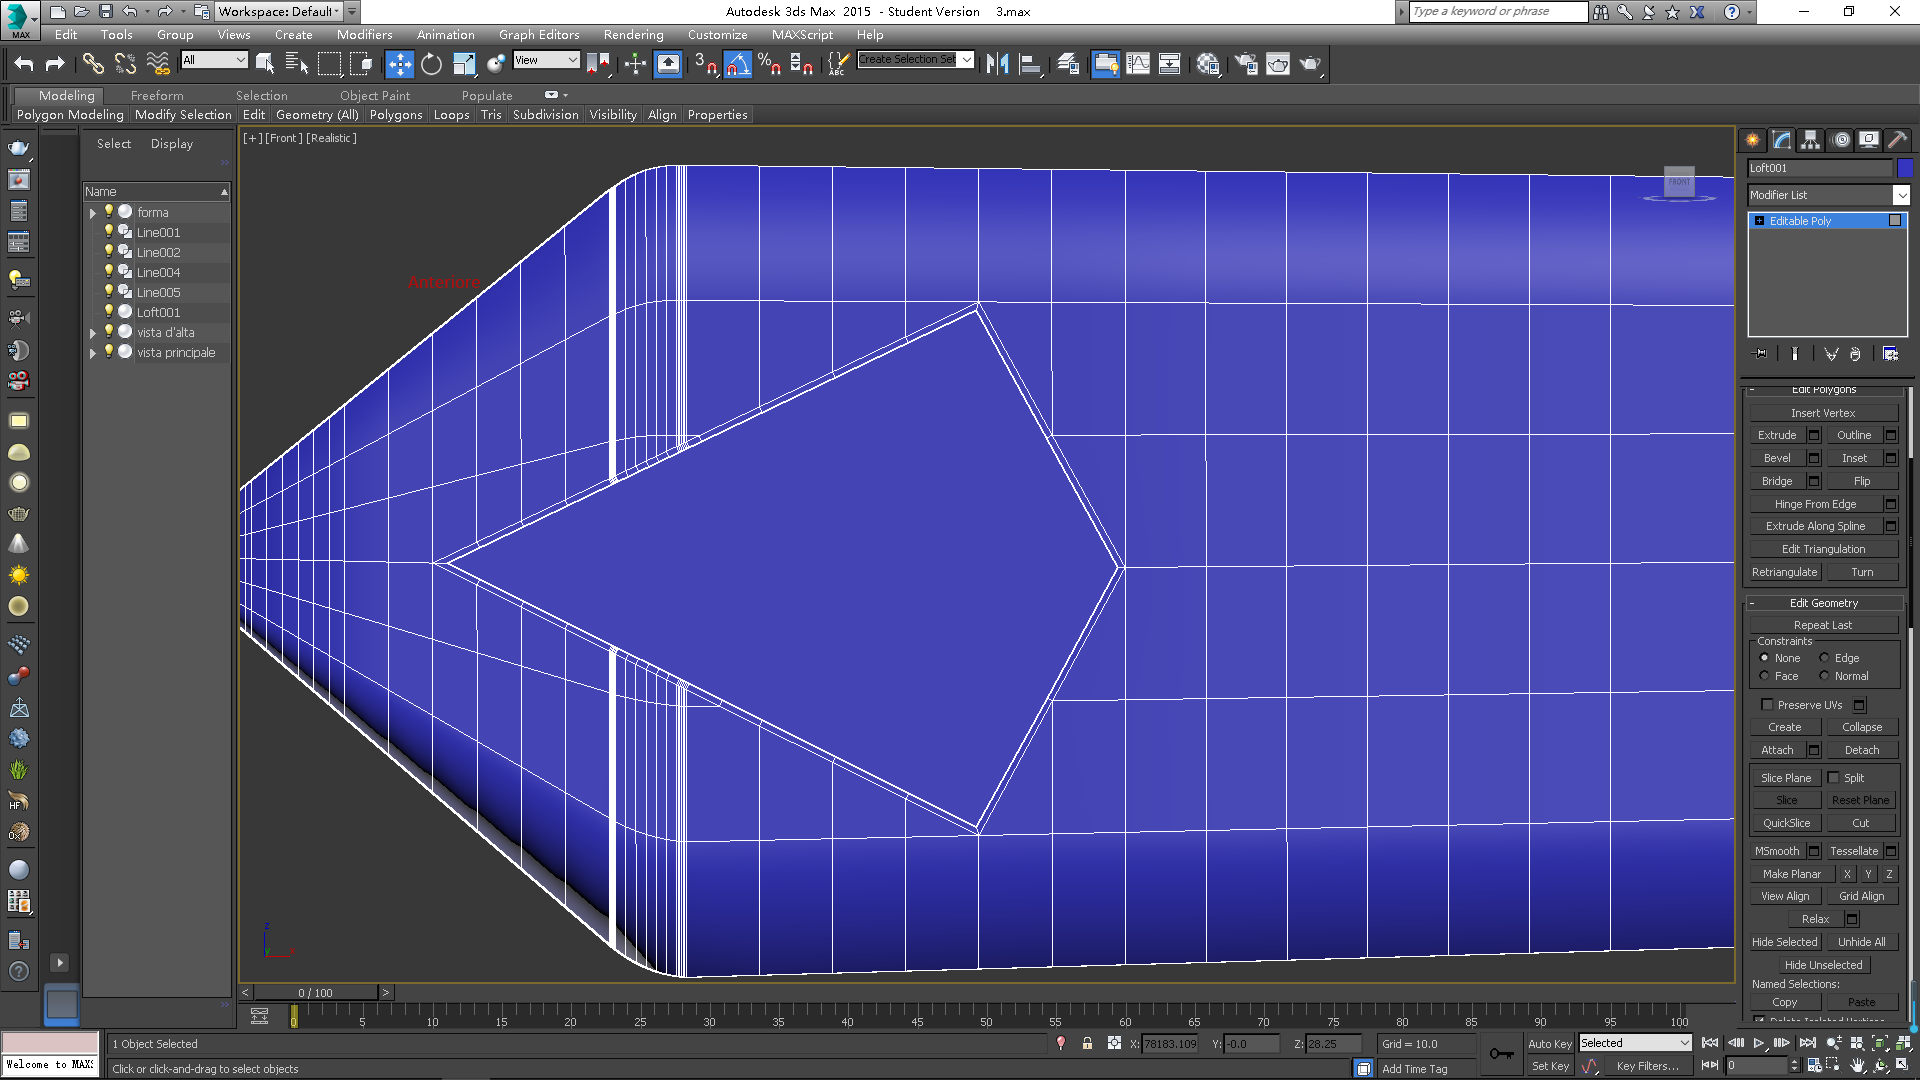 Workspace: Default
Autodesk 3ds Max 2015 - Student Version 3.max
Type a keyword or phrase
MAX
Edit Tools Group Views Create Modifiers Animation Graph Editors Rendering Customize MAXScript Help
All
View
3
ABC
Create Selection Set
Modeling Freeform Selection Object Paint Populate
Polygon Modeling Modify Selection Edit Geometry (All) Polygons Loops Tris Subdivision Visibility Align Properties
Select Display
Name
forma
Line001
Line002
Line004
Line005
Loft001
vista d'alta
vista principale
HF
[+] [Front] [Realistic]
Anteriore
FRONT
z
Loft001
Modifier List
Editable Poly
Edit Polygons
Insert Vertex
Extrude Outline
Bevel Inset
Bridge Flip
Hinge From Edge
Extrude Along Spline
Edit Triangulation
Retriangulate Turn
Edit Geometry
Repeat Last
Constraints
None Edge
Face Normal
Preserve UVs
Create Collapse
Attach Detach
Slice Plane Split
Slice Reset Plane
QuickSlice Cut
MSmooth Tessellate
Make Planar X Y Z
View Align Grid Align
Relax
Hide Selected Unhide All
Hide Unselected
Named Selections:
Copy Paste
0 / 100
0 5 10 15 20 25 30 35 40 45 50 55 60 65 70 75 80 85 90 95 100
1 Object Selected
X: 78183.109 Y: -0.0 Z: 28.25 Grid = 10.0
Auto Key Selected
Welcome to MAX
Click or click-and-drag to select objects
Add Time Tag
Set Key Key Filters...
0